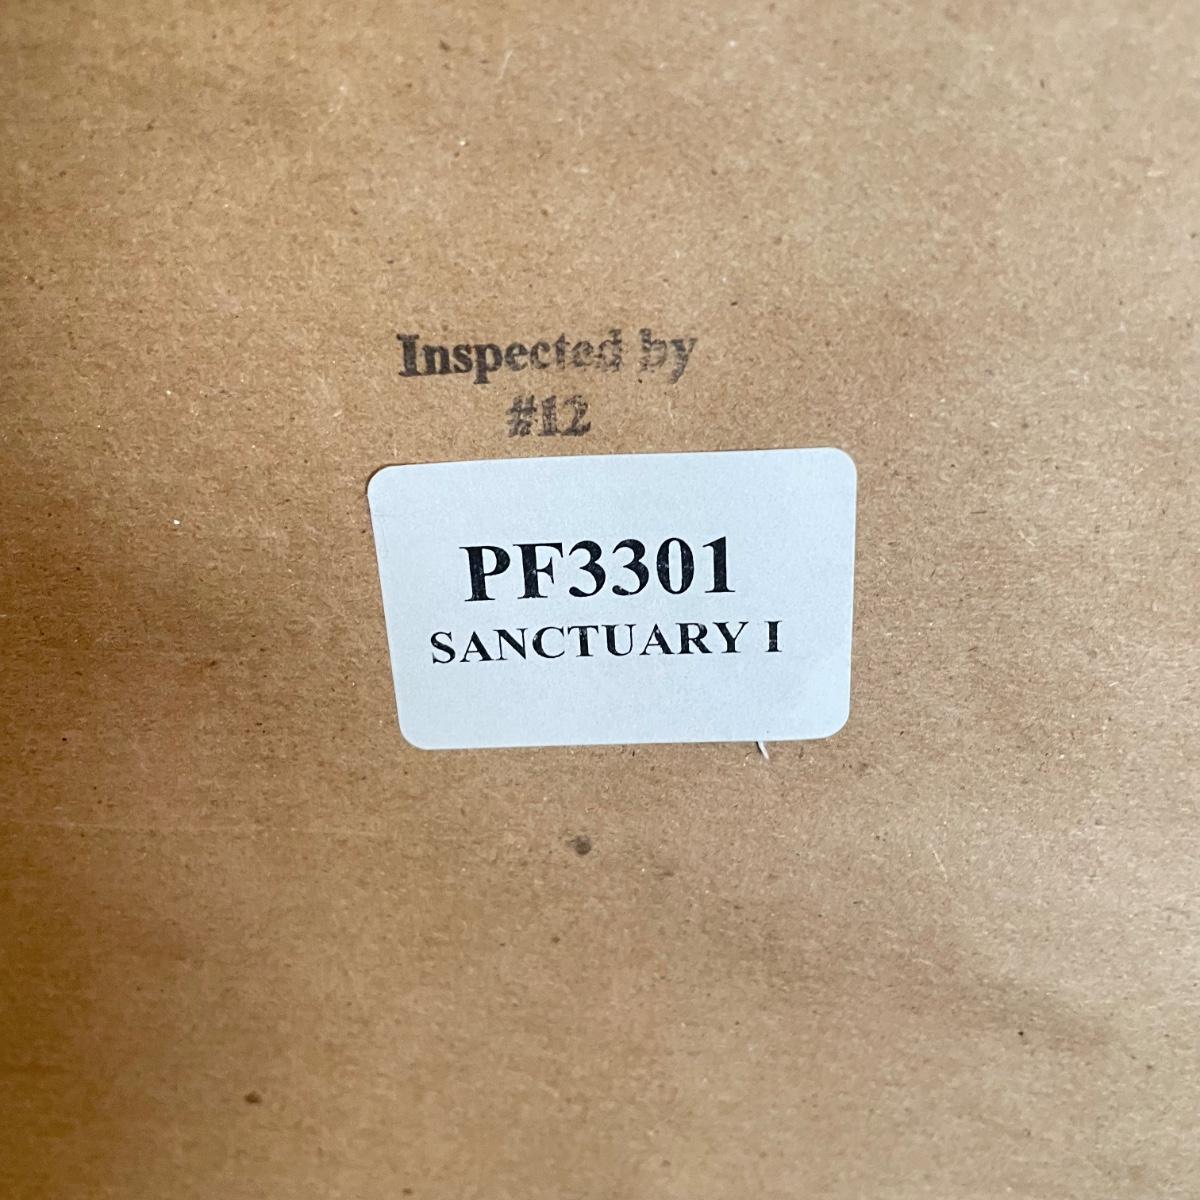 Inspected by
#12
PF3301
SANCTUARY I